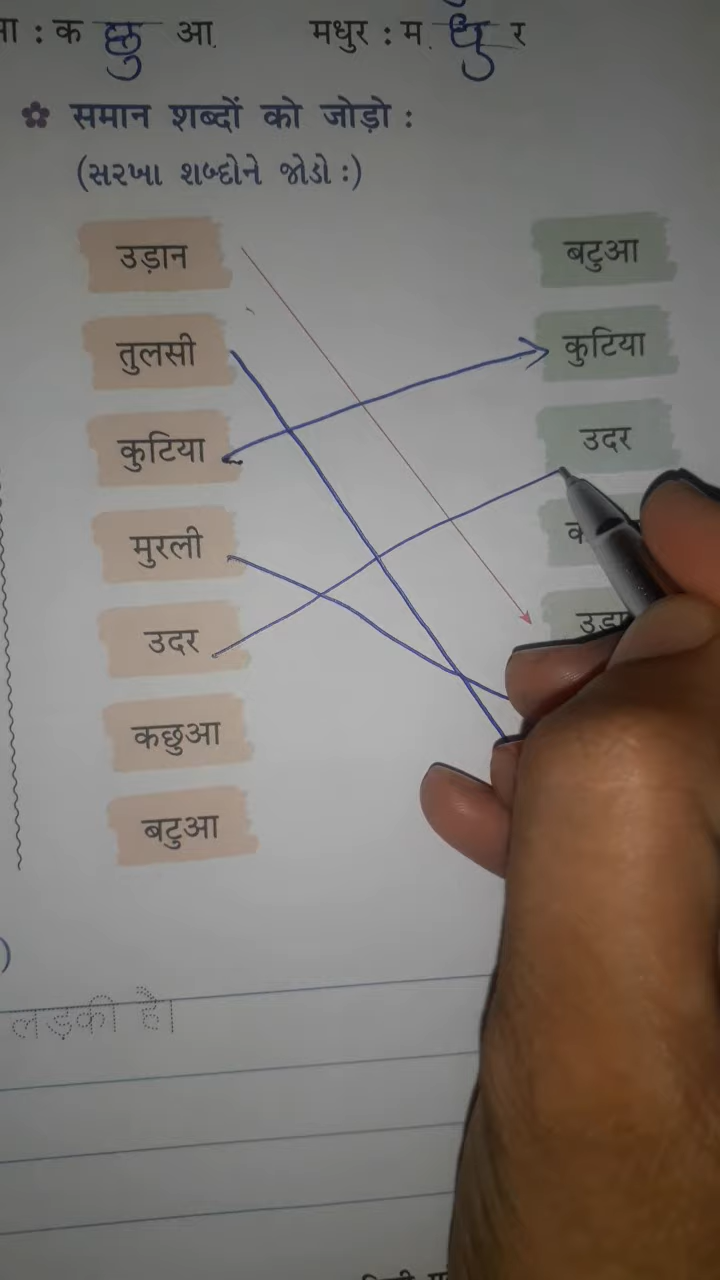 : क छु आ मधुर : म धु र
समान शब्दों को जोड़ो :
(સરખા શબ્દોને જોડો :)
उड़ान बटुआ
तुलसी कुटिया
कुटिया उदर
मुरली
उदर
कछुआ
बटुआ
)
लड़की है।